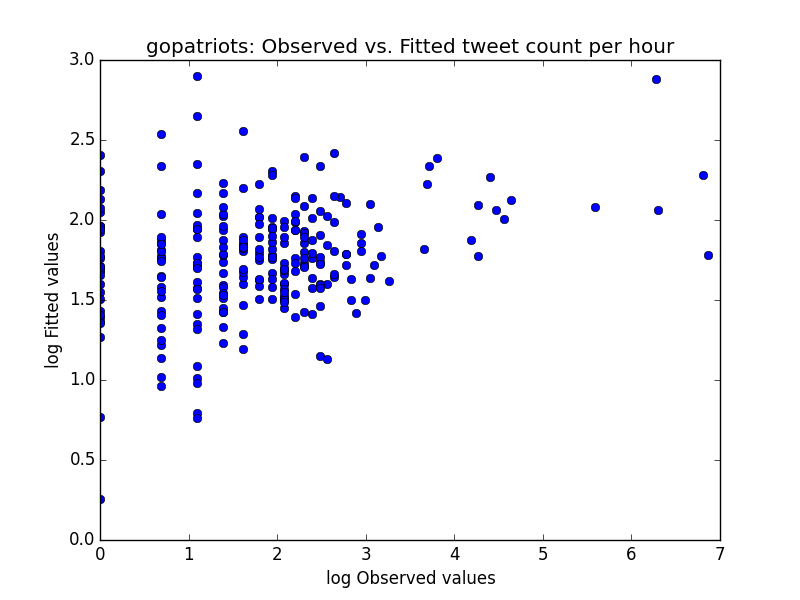 gopatriots: Observed vs. Fitted tweet count per hour
3.0
2.5
2.0
1.5
1.0
0.5
0.0
log Fitted values
0 1 2 3 4 5 6 7
log Observed values